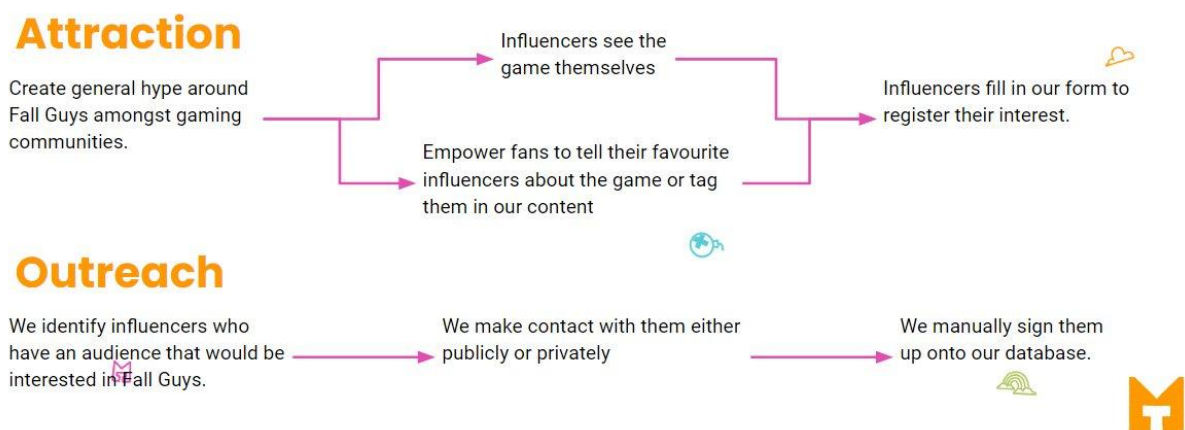 Attraction
Create general hype around
Fall Guys amongst gaming
communities.
Influencers see the
game themselves
Empower fans to tell their favourite
influencers about the game or tag
them in our content
Influencers fill in our form to
register their interest.
Outreach
We identify influencers who
have an audience that would be
interested in Fall Guys.
We make contact with them either
publicly or privately
We manually sign them
up onto our database.